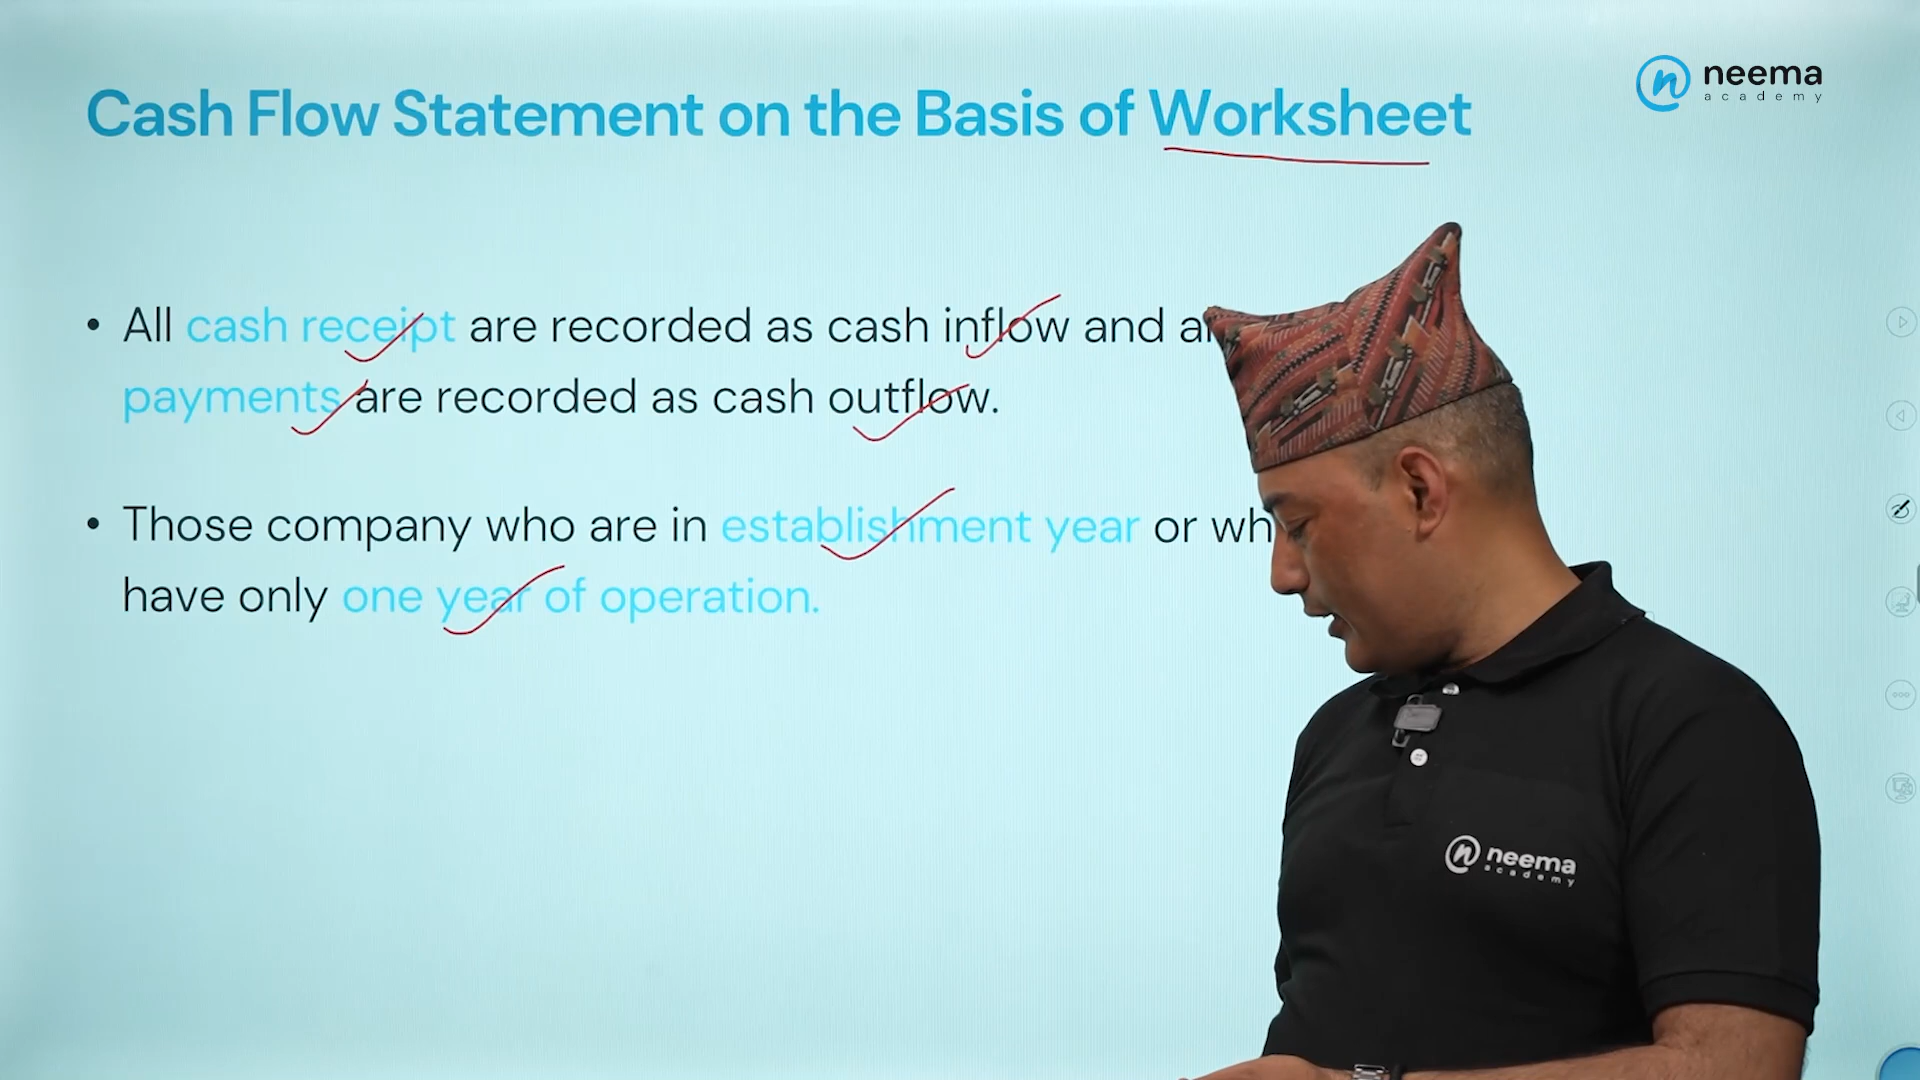 neema
academy
Cash Flow Statement on the Basis of Worksheet
• All cash receipt are recorded as cash inflow and
payments are recorded as cash outflow.
• Those company who are in establishment year or
have only one year of operation.
neema
academy